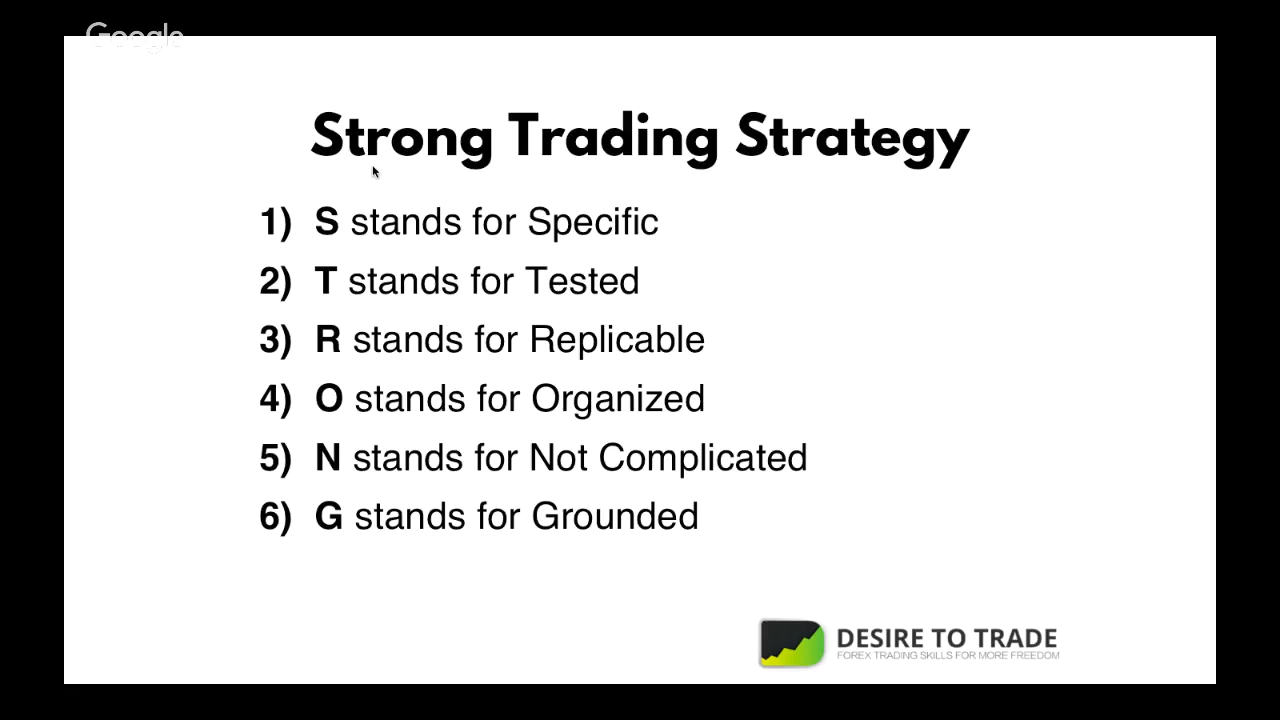 Google
Strong Trading Strategy
1) S stands for Specific
2) T stands for Tested
3) R stands for Replicable
4) O stands for Organized
5) N stands for Not Complicated
6) G stands for Grounded
DESIRE TO TRADE
FOREX TRADING SKILLS FOR MORE FREEDOM